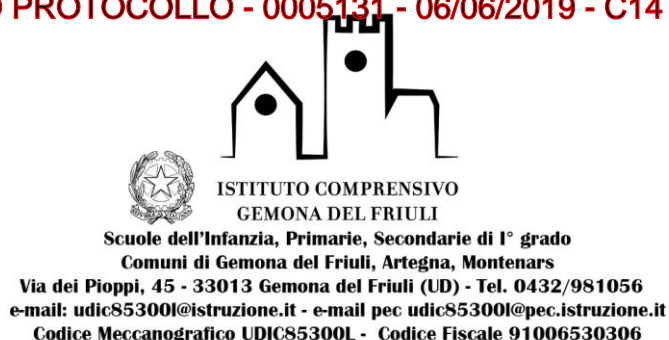 O PROTOCOLLO - 0005131 - 06/06/2019 - C14
ISTITUTO COMPRENSIVO
GEMONA DEL FRIULI
Scuole dell'Infanzia, Primarie, Secondarie di I° grado
Comuni di Gemona del Friuli, Artegna, Montenars
Via dei Pioppi, 45 - 33013 Gemona del Friuli (UD) - Tel. 0432/981056
e-mail: udic85300l@istruzione.it - e-mail pec udic85300l@pec.istruzione.it
Codice Meccanografico UDIC85300L - Codice Fiscale 91006530306